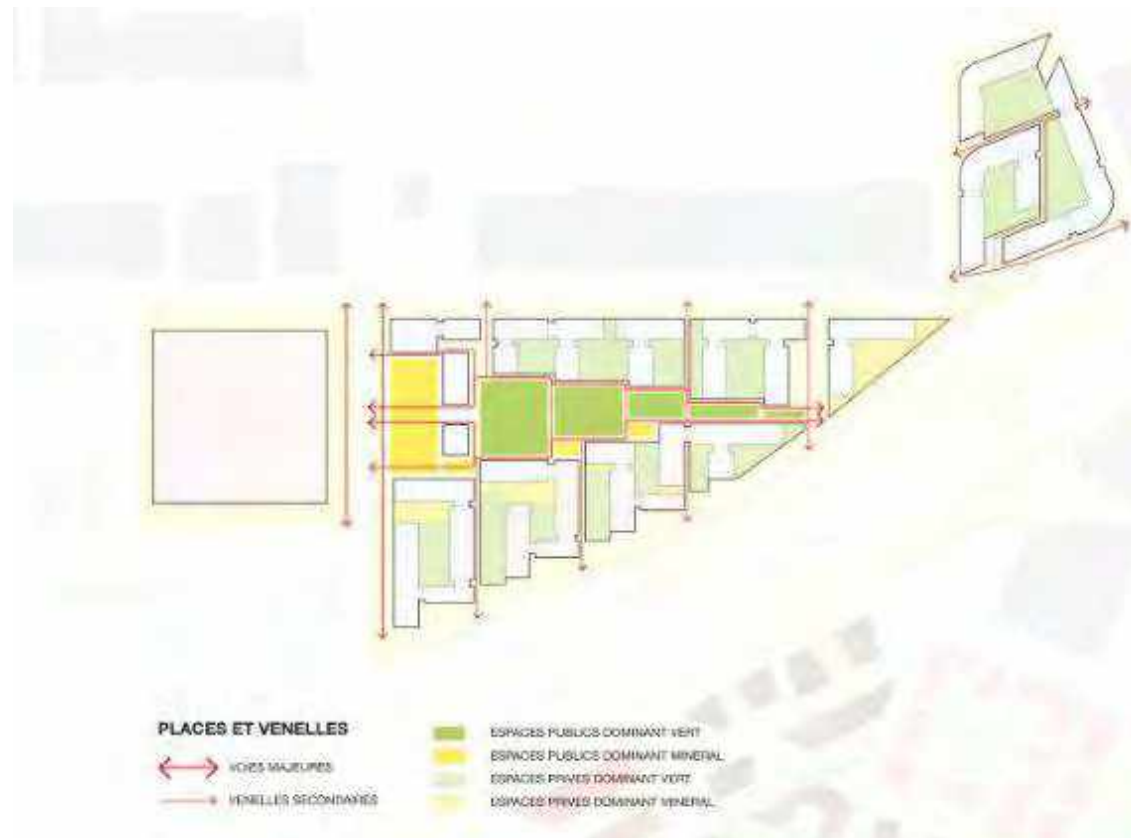 PLACES ET VENELLES
VOIES MAJEURES
VENELLES SECONDAIRES
ESPACES PUBLICS DOMINANT VERT
ESPACES PUBLICS DOMINANT MINERAL
ESPACES PRIVES DOMINANT VERT
ESPACES PRIVES DOMINANT MINERAL